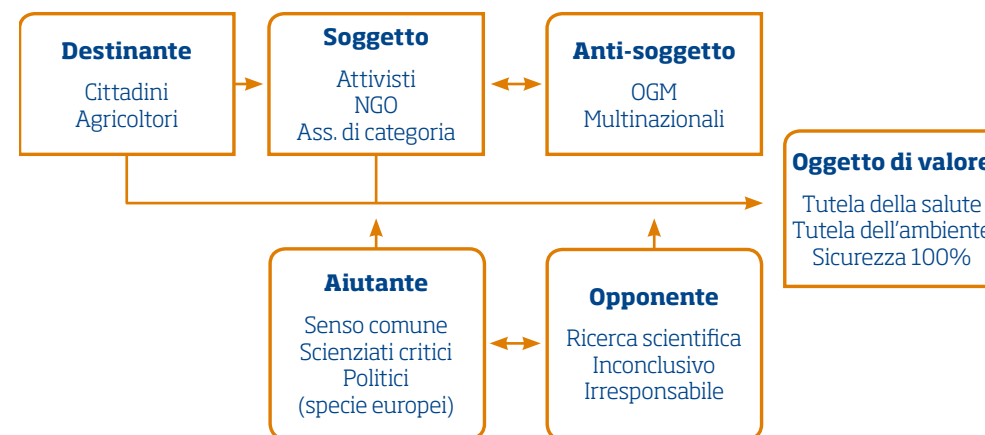 Destinante
Cittadini
Agricoltori
Soggetto
Attivisti
NGO
Ass. di categoria
Anti-soggetto
OGM
Multinazionali
Oggetto di valore
Tutela della salute
Tutela dell'ambiente
Sicurezza 100%
Aiutante
Senso comune
Scienziati critici
Politici
(specie europei)
Opponente
Ricerca scientifica
Inconclusivo
Irresponsabile